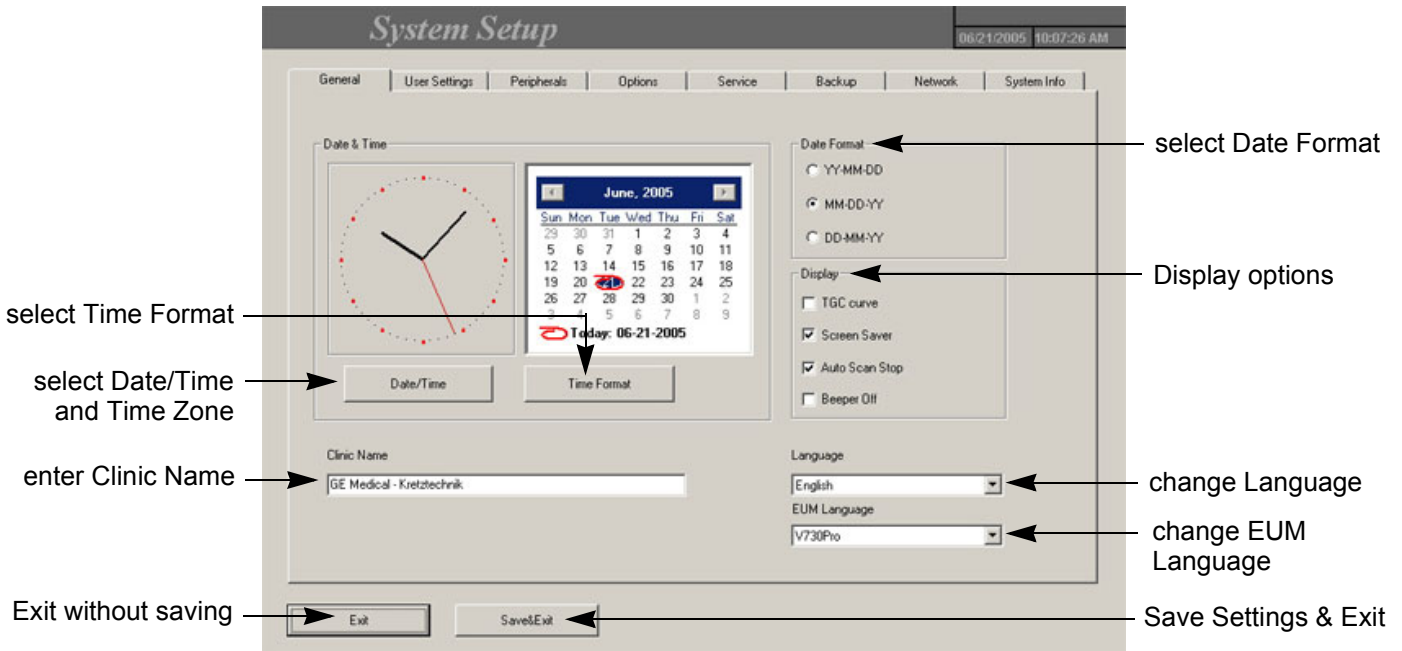 System Setup
06/21/2005 10:07:26 AM
General User Settings Peripherals Options Service Backup Network System Info
Date & Time
June, 2005
Sun Mon Tue Wed Thu Fri Sat
29 30 31 1 2 3 4
5 6 7 8 9 10 11
12 13 14 15 16 17 18
19 20 21 22 23 24 25
26 27 28 29 30 1 2
3 4 5 6 7 8 9
Today: 06-21-2005
Date/Time
Time Format
Date Format
YY-MM-DD
MM-DD-YY
DD-MM-YY
Display
TGC curve
Screen Saver
Auto Scan Stop
Beeper Off
Clinic Name
GE Medical - Kretztechnik
Language
English
EUM Language
V730Pro
Exit
Save&Exit
select Time Format
select Date/Time
and Time Zone
enter Clinic Name
Exit without saving
select Date Format
Display options
change Language
change EUM
Language
Save Settings & Exit